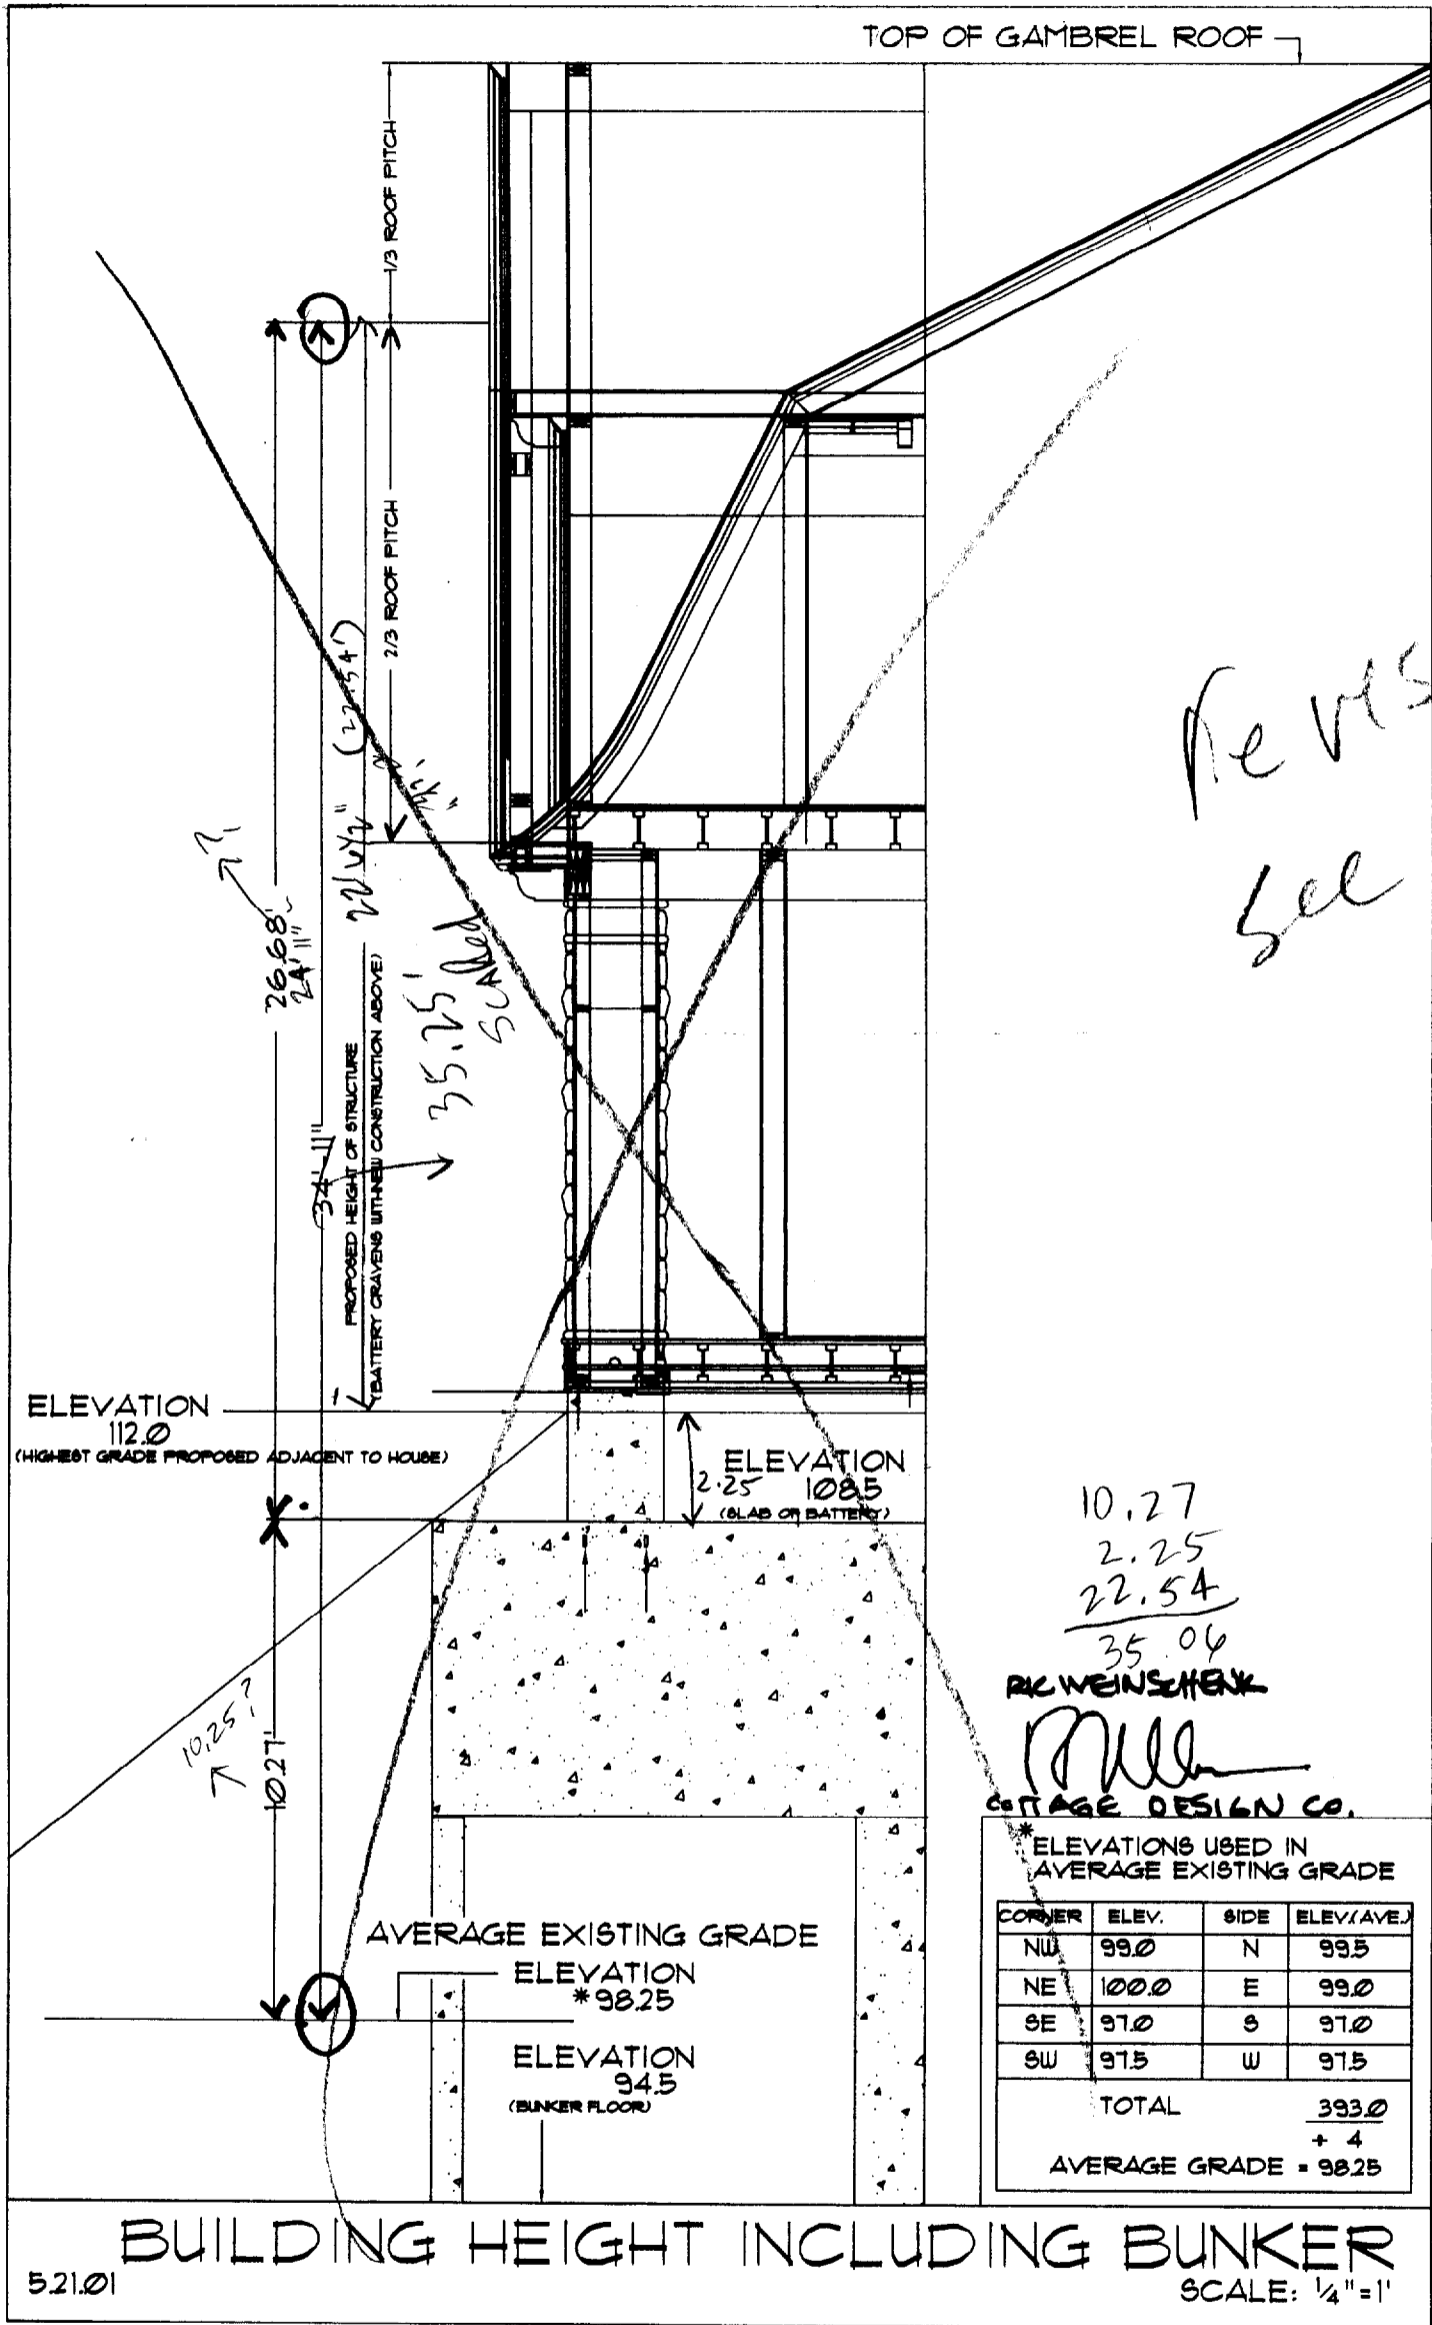 TOP OF GAMBREL ROOF
1/3 ROOF PITCH
2/3 ROOF PITCH
(22.54')
22' 6 1/2"
26.68'
24' 11"
35.25'
SCALLED
34'-11"
PROPOSED HEIGHT OF STRUCTURE
(BATTERY CRAVENS WITH NEW CONSTRUCTION ABOVE)
See
ELEVATION
112.0
(HIGHEST GRADE PROPOSED ADJACENT TO HOUSE)
2.25
ELEVATION
108.5
(SLAB OF BATTERY)
10.27
2.25
22.54
35.06
RIC WEINSCHENK
COTTAGE DESIGN CO.
10.25?
10.27'
AVERAGE EXISTING GRADE
ELEVATION
*98.25
ELEVATION
94.5
(BUNKER FLOOR)
*ELEVATIONS USED IN
AVERAGE EXISTING GRADE
CORNER ELEV. SIDE ELEV.(AVE.)
NW 99.0 N 99.5
NE 100.0 E 99.0
SE 97.0 S 97.0
SW 97.5 W 97.5
TOTAL 393.0
÷ 4
AVERAGE GRADE = 98.25
BUILDING HEIGHT INCLUDING BUNKER
5.21.01
SCALE: 1/4"=1'